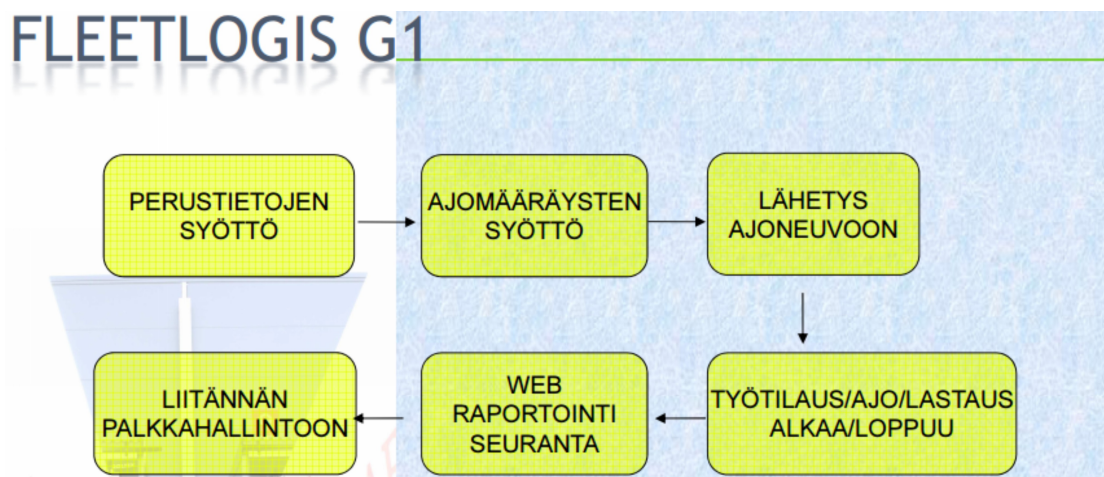 FLEETLOGIS G1
PERUSTIETOJEN
SYÖTTÖ
AJOMÄÄRÄYSTEN
SYÖTTÖ
LÄHETYS
AJONEUVOON
TYÖTILAUS/AJO/LASTAUS
ALKAA/LOPPUU
WEB
RAPORTOINTI
SEURANTA
LIITÄNNÄN
PALKKAHALLINTOON